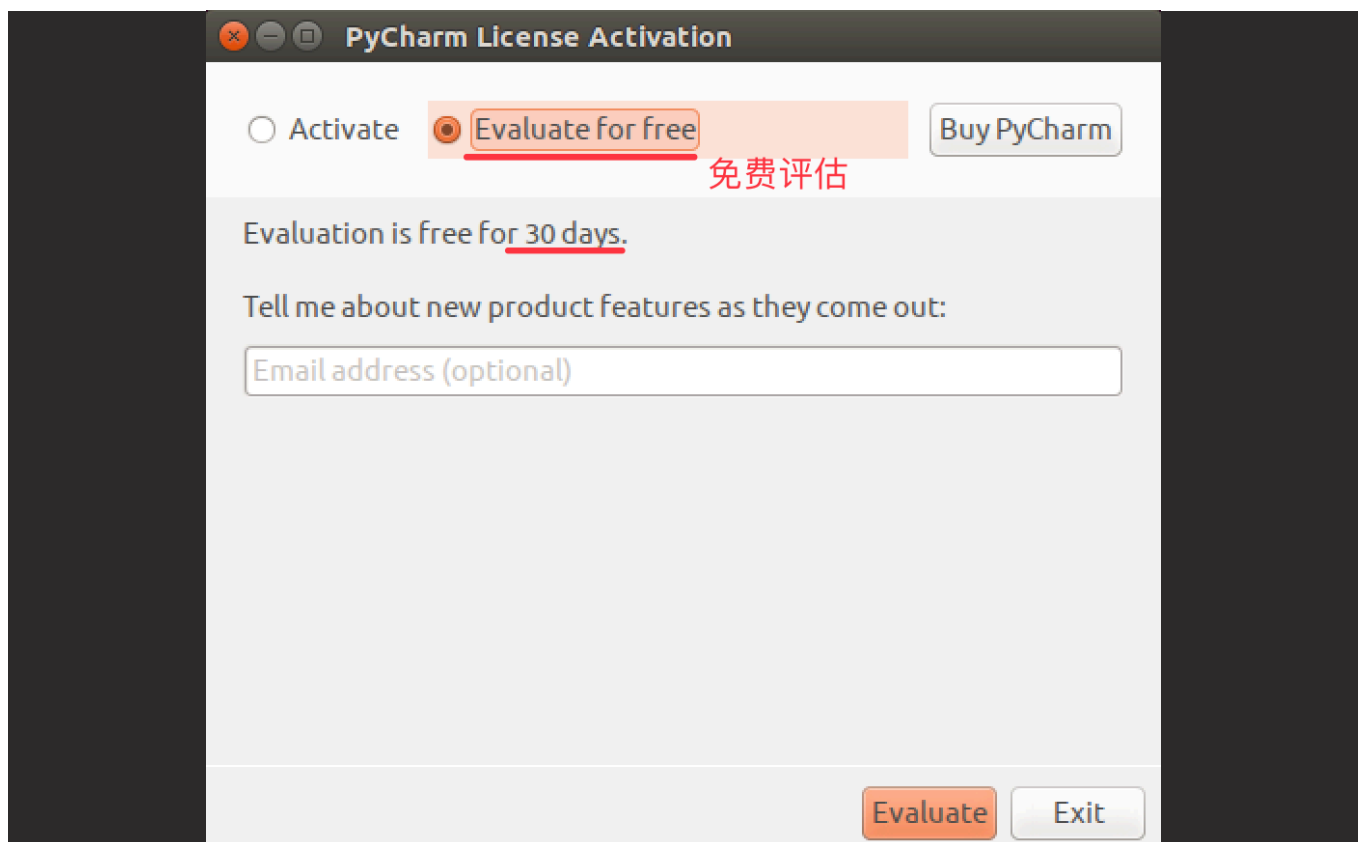 PyCharm License Activation
Activate Evaluate for free Buy PyCharm
免费评估
Evaluation is free for 30 days.
Tell me about new product features as they come out:
Email address (optional)
Evaluate Exit